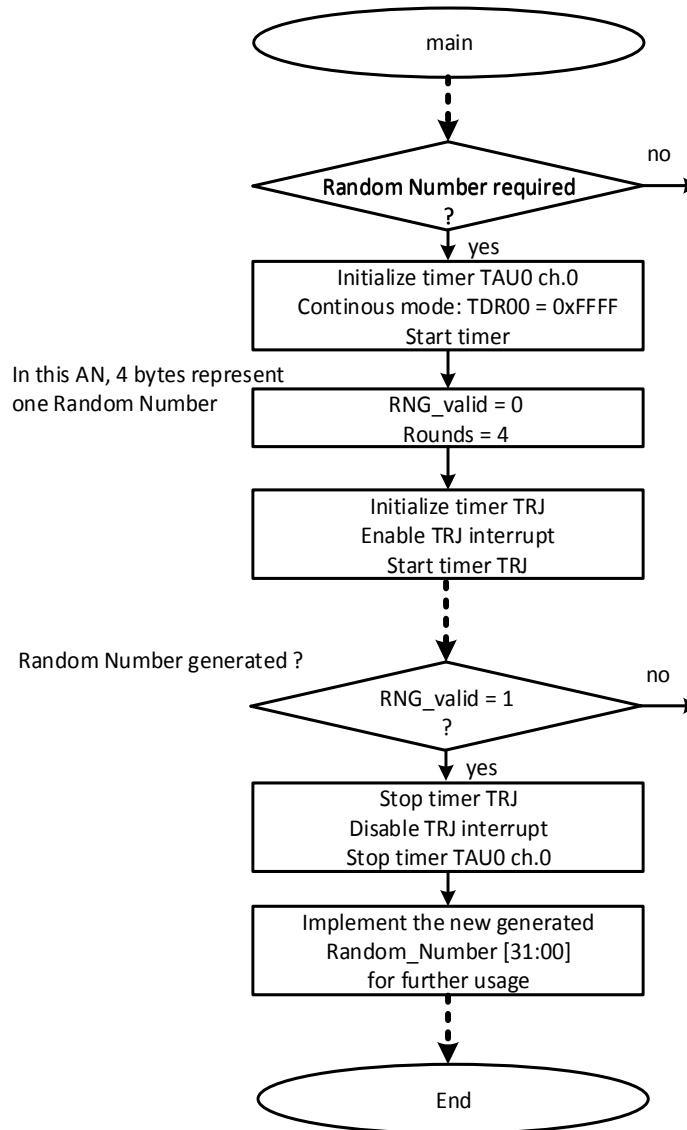 main
no
Random Number required
?
yes
Initialize timer TAU0 ch.0
Continous mode: TDR00 = 0xFFFF
Start timer
In this AN, 4 bytes represent
one Random Number
RNG_valid = 0
Rounds = 4
Initialize timer TRJ
Enable TRJ interrupt
Start timer TRJ
Random Number generated ?
no
RNG_valid = 1
?
yes
Stop timer TRJ
Disable TRJ interrupt
Stop timer TAU0 ch.0
Implement the new generated
Random_Number [31:00]
for further usage
End